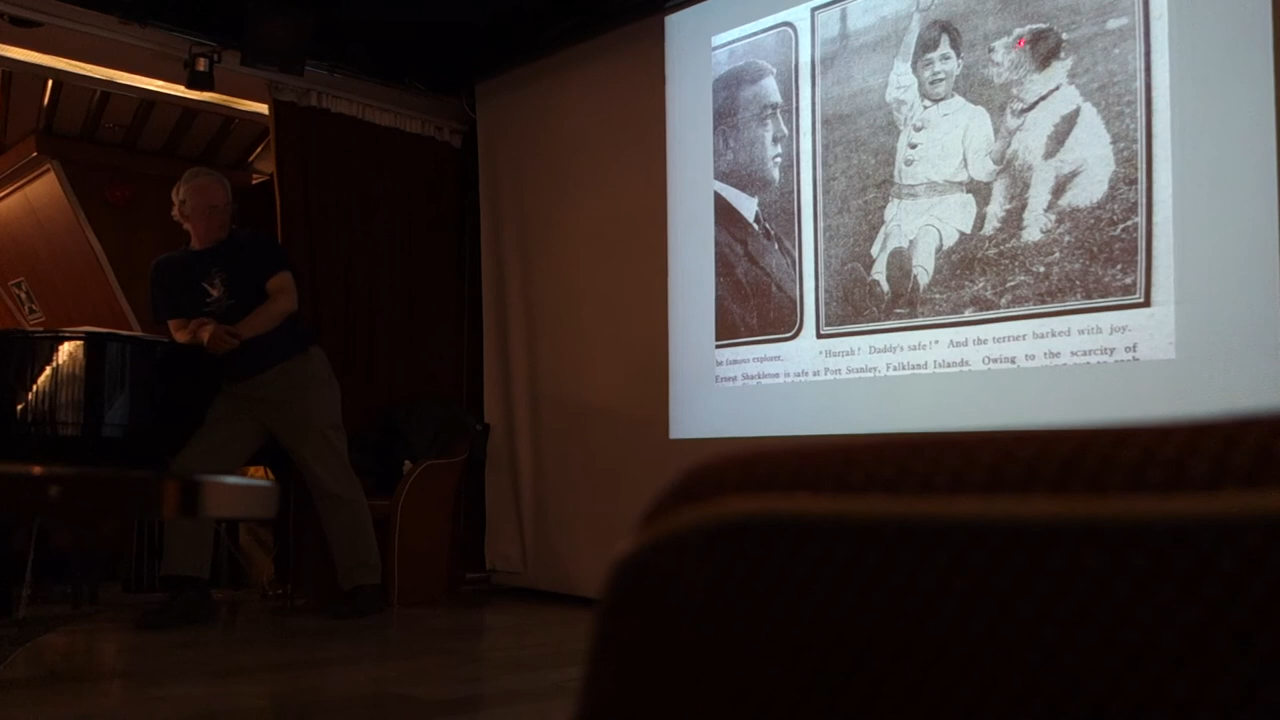 he famous explorer,
"Hurrah! Daddy's safe!" And the terrier barked with joy.
Ernest Shackleton is safe at Port Stanley, Falkland Islands. Owing to the scarcity of